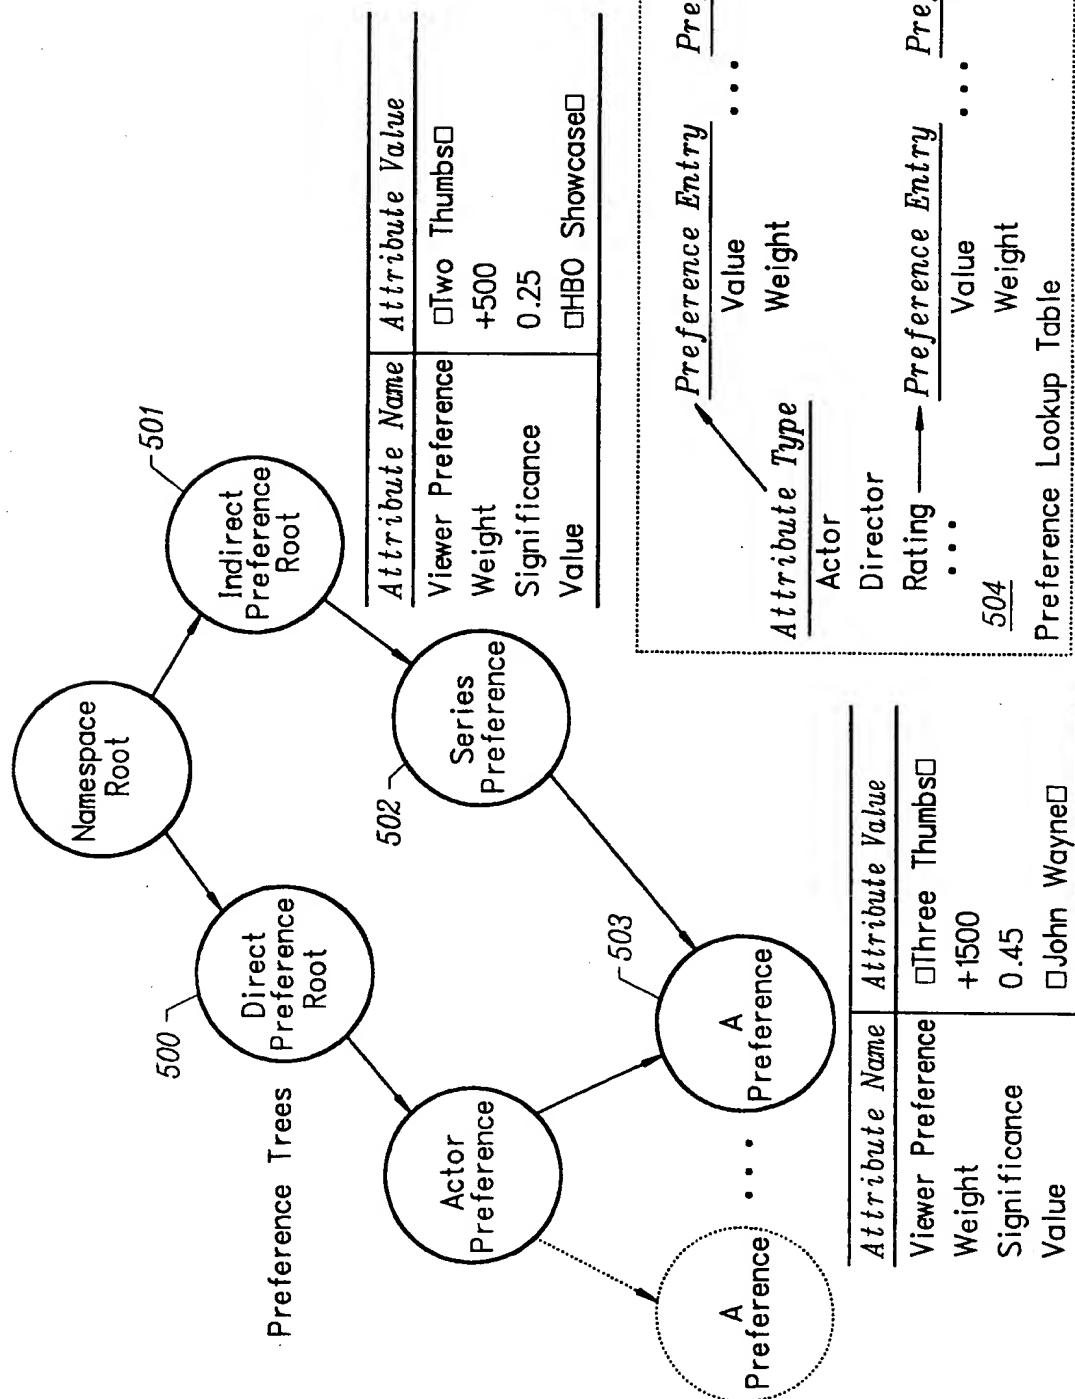 Preference Trees
Namespace
Root
500
Direct
Preference
Root
501
Indirect
Preference
Root
Actor
Preference
502
Series
Preference
503
A
Preference
• • •
A
Preference
Attribute Name Attribute Value
Viewer Preference □Two Thumbs□
Weight +500
Significance 0.25
Value □HBO Showcase□
Attribute Name Attribute Value
Viewer Preference □Three Thumbs□
Weight +1500
Significance 0.45
Value □John Wayne□
Attribute Type
Actor
Director
Rating
• • •
Preference Entry
Value
Weight
• • •
Preference Entry
Value
Weight
• • •
504
Preference Lookup Table